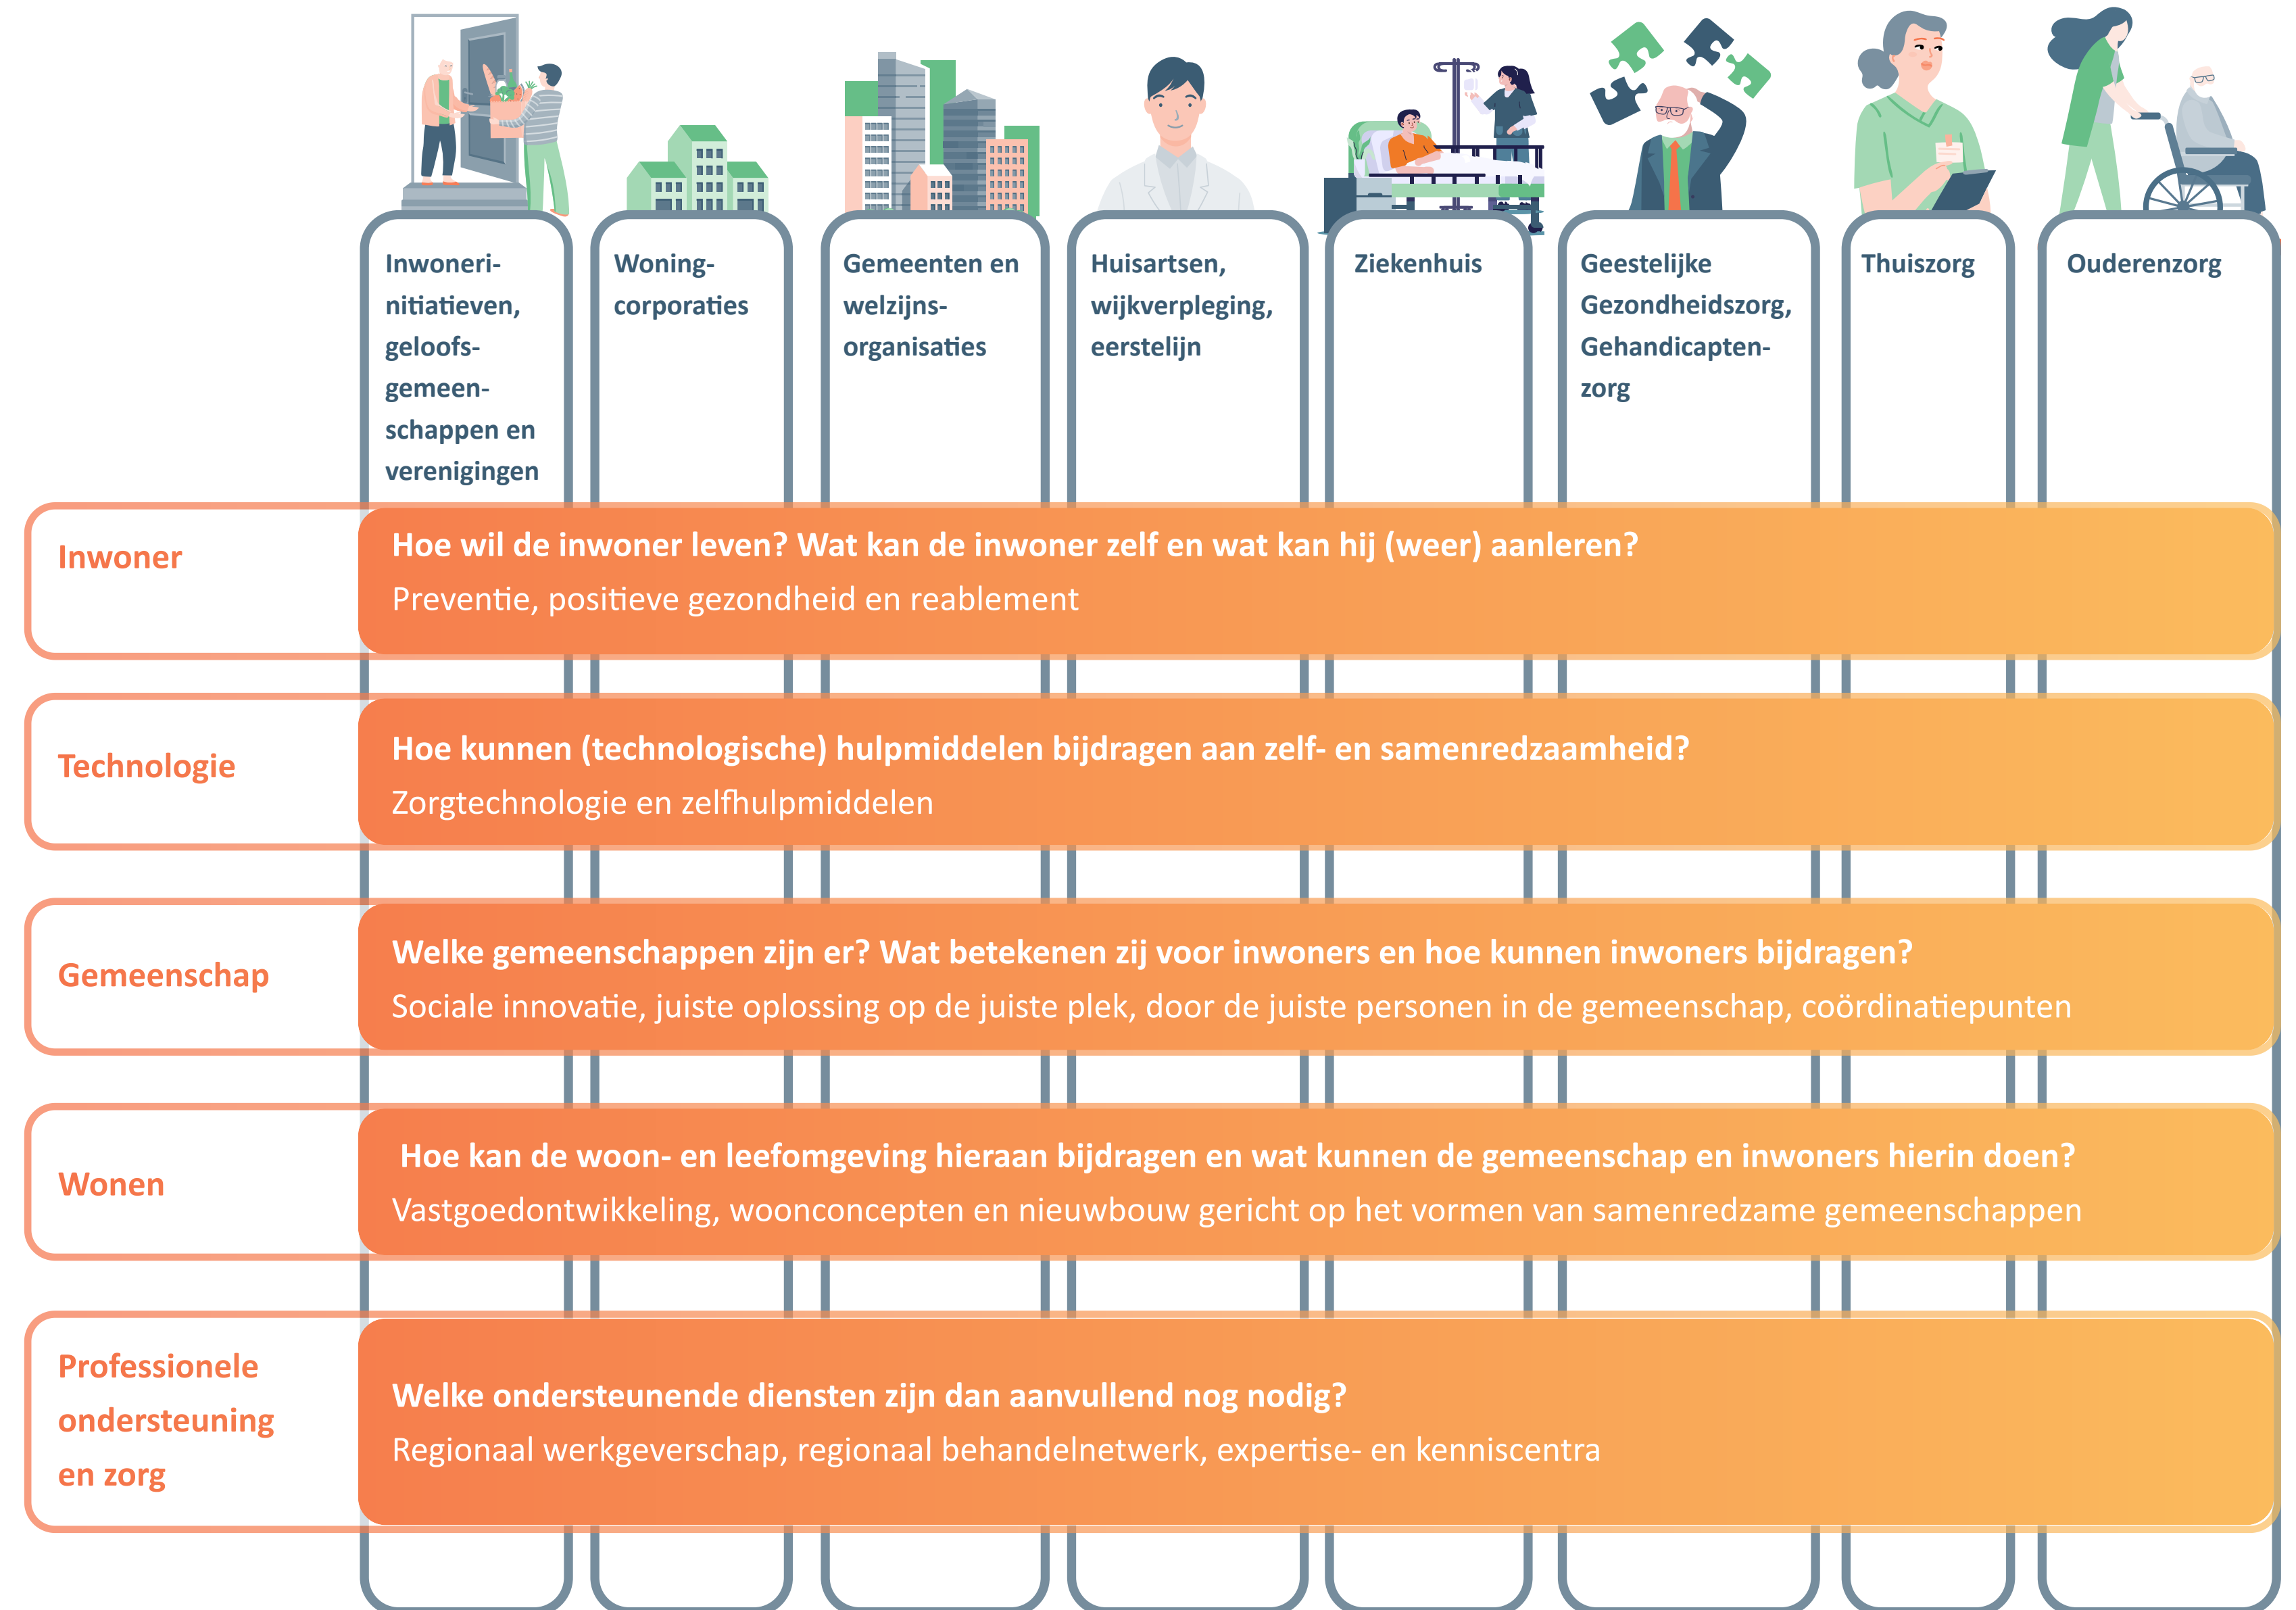 Inwoneri-
nitiatieven,
geloofs-
gemeen-
schappen en
verenigingen
Woning-
corporaties
Gemeenten en
welzijns-
organisaties
Huisartsen,
wijkverpleging,
eerstelijn
Ziekenhuis
Geestelijke
Gezondheidszorg,
Gehandicapten-
zorg
Thuiszorg
Ouderenzorg
Inwoner
Hoe wil de inwoner leven? Wat kan de inwoner zelf en wat kan hij (weer) aanleren?
Preventie, positieve gezondheid en reablement
Technologie
Hoe kunnen (technologische) hulpmiddelen bijdragen aan zelf- en samenredzaamheid?
Zorgtechnologie en zelfhulpmiddelen
Gemeenschap
Welke gemeenschappen zijn er? Wat betekenen zij voor inwoners en hoe kunnen inwoners bijdragen?
Sociale innovatie, juiste oplossing op de juiste plek, door de juiste personen in de gemeenschap, coördinatiepunten
Wonen
Hoe kan de woon- en leefomgeving hieraan bijdragen en wat kunnen de gemeenschap en inwoners hierin doen?
Vastgoedontwikkeling, woonconcepten en nieuwbouw gericht op het vormen van samenredzame gemeenschappen
Professionele
ondersteuning
en zorg
Welke ondersteunende diensten zijn dan aanvullend nog nodig?
Regionaal werkgeverschap, regionaal behandelnetwerk, expertise- en kenniscentra